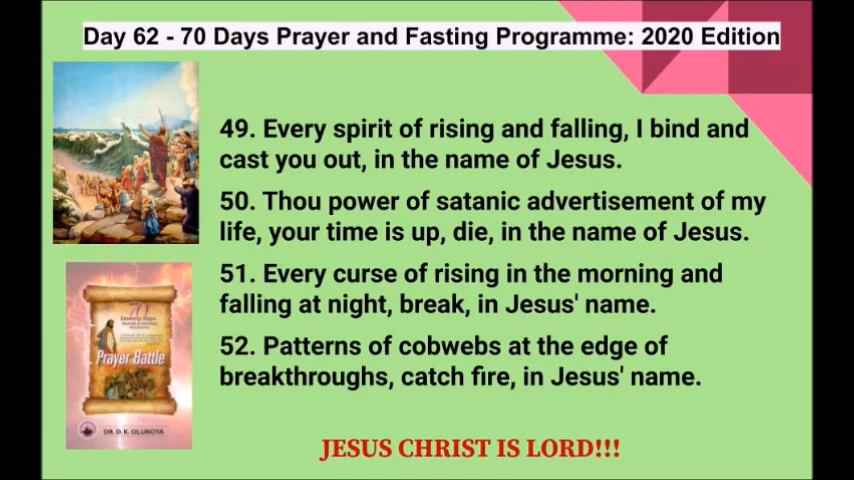 Day 62 - 70 Days Prayer and Fasting Programme: 2020 Edition
49. Every spirit of rising and falling, I bind and
cast you out, in the name of Jesus.
50. Thou power of satanic advertisement of my
life, your time is up, die, in the name of Jesus.
51. Every curse of rising in the morning and
falling at night, break, in Jesus' name.
52. Patterns of cobwebs at the edge of
breakthroughs, catch fire, in Jesus' name.
70
Seventy Days
Prayer Battle
DR. D. K. OLUKOYA
JESUS CHRIST IS LORD!!!